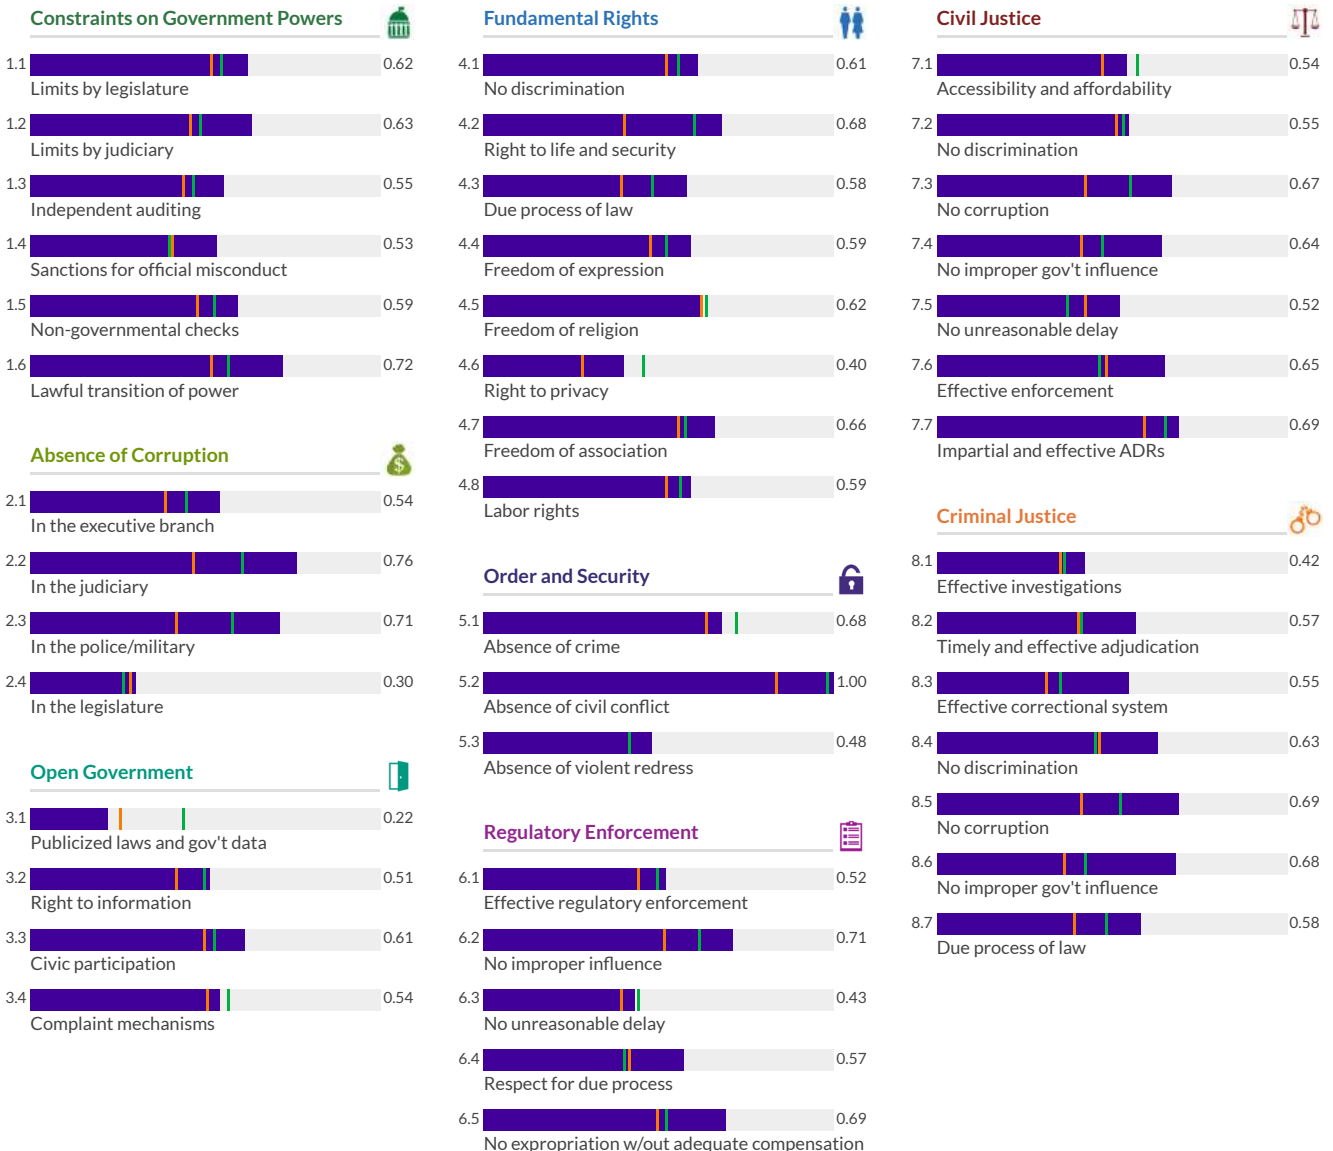 Constraints on Government Powers
1.1 0.62
Limits by legislature
1.2 0.63
Limits by judiciary
1.3 0.55
Independent auditing
1.4 0.53
Sanctions for official misconduct
1.5 0.59
Non-governmental checks
1.6 0.72
Lawful transition of power
Absence of Corruption
$
2.1 0.54
In the executive branch
2.2 0.76
In the judiciary
2.3 0.71
In the police/military
2.4 0.30
In the legislature
Open Government
3.1 0.22
Publicized laws and gov't data
3.2 0.51
Right to information
3.3 0.61
Civic participation
3.4 0.54
Complaint mechanisms
Fundamental Rights
4.1 0.61
No discrimination
4.2 0.68
Right to life and security
4.3 0.58
Due process of law
4.4 0.59
Freedom of expression
4.5 0.62
Freedom of religion
4.6 0.40
Right to privacy
4.7 0.66
Freedom of association
4.8 0.59
Labor rights
Order and Security
5.1 0.68
Absence of crime
5.2 1.00
Absence of civil conflict
5.3 0.48
Absence of violent redress
Regulatory Enforcement
6.1 0.52
Effective regulatory enforcement
6.2 0.71
No improper influence
6.3 0.43
No unreasonable delay
6.4 0.57
Respect for due process
6.5 0.69
No expropriation w/out adequate compensation
Civil Justice
7.1 0.54
Accessibility and affordability
7.2 0.55
No discrimination
7.3 0.67
No corruption
7.4 0.64
No improper gov't influence
7.5 0.52
No unreasonable delay
7.6 0.65
Effective enforcement
7.7 0.69
Impartial and effective ADRs
Criminal Justice
8.1 0.42
Effective investigations
8.2 0.57
Timely and effective adjudication
8.3 0.55
Effective correctional system
8.4 0.63
No discrimination
8.5 0.69
No corruption
8.6 0.68
No improper gov't influence
8.7 0.58
Due process of law